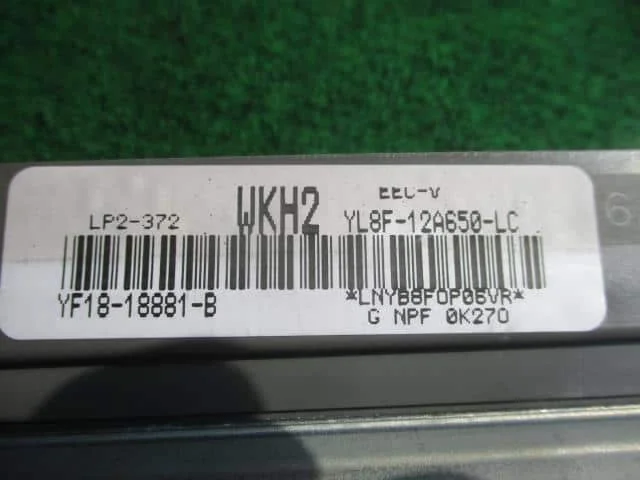 EEC-V
LP2-372 WKH2 YL8F-12A650-LC
YF18-18881-B *LNYB8FOP06VR*
G NPF 0K270
6